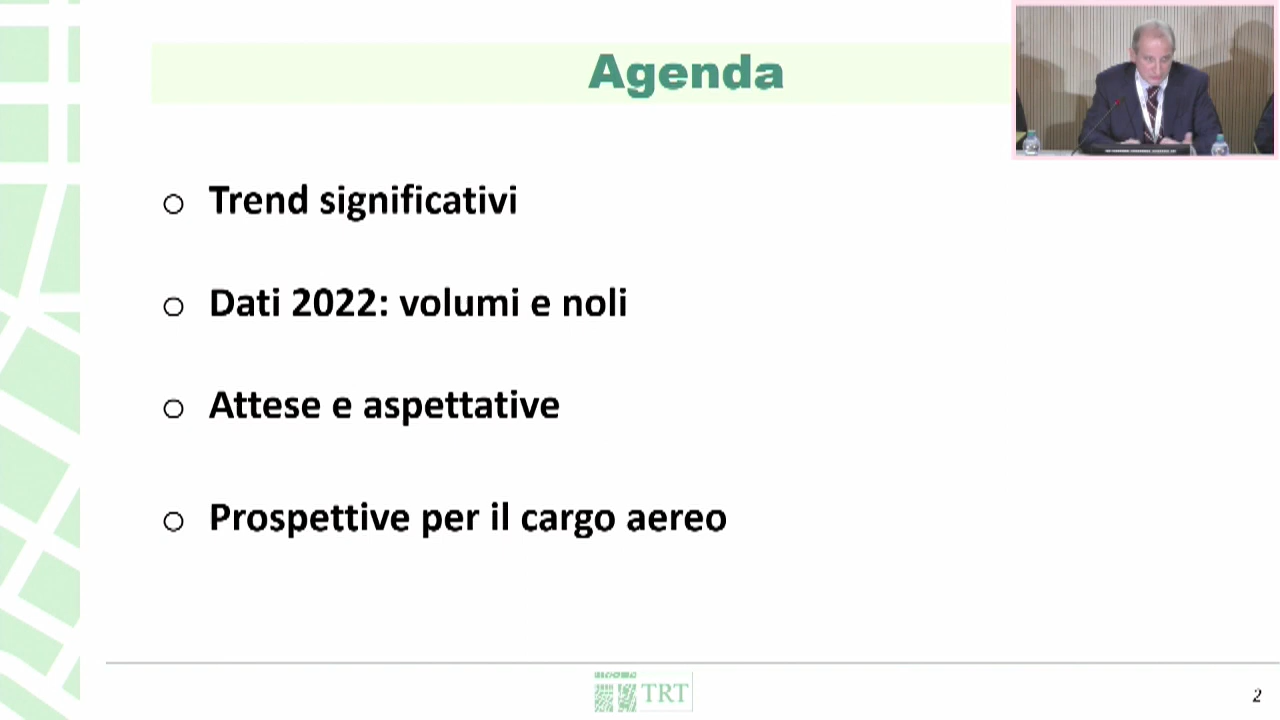 Agenda
o Trend significativi
o Dati 2022: volumi e noli
o Attese e aspettative
o Prospettive per il cargo aereo
TRT
2